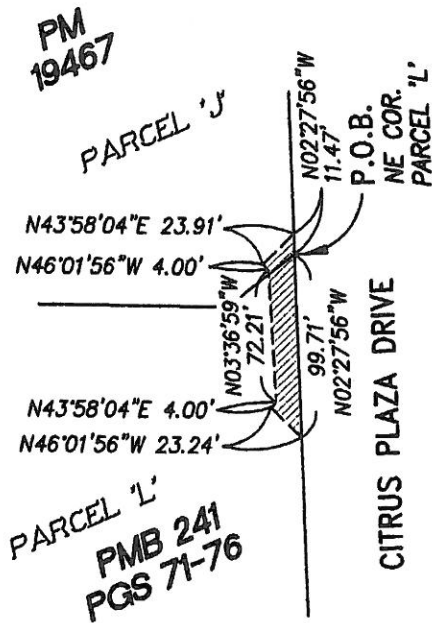 PM
19467
PARCEL 'J'
N02°27'56"W
11.47'
P.O.B.
NE COR.
PARCEL 'L'
N43°58'04"E 23.91'
N46°01'56"W 4.00'
N03°36'59"W
72.21'
99.71'
N02°27'56"W
N43°58'04"E 4.00'
N46°01'56"W 23.24'
CITRUS PLAZA DRIVE
PARCEL 'L'
PMB 241
PGS 71-76